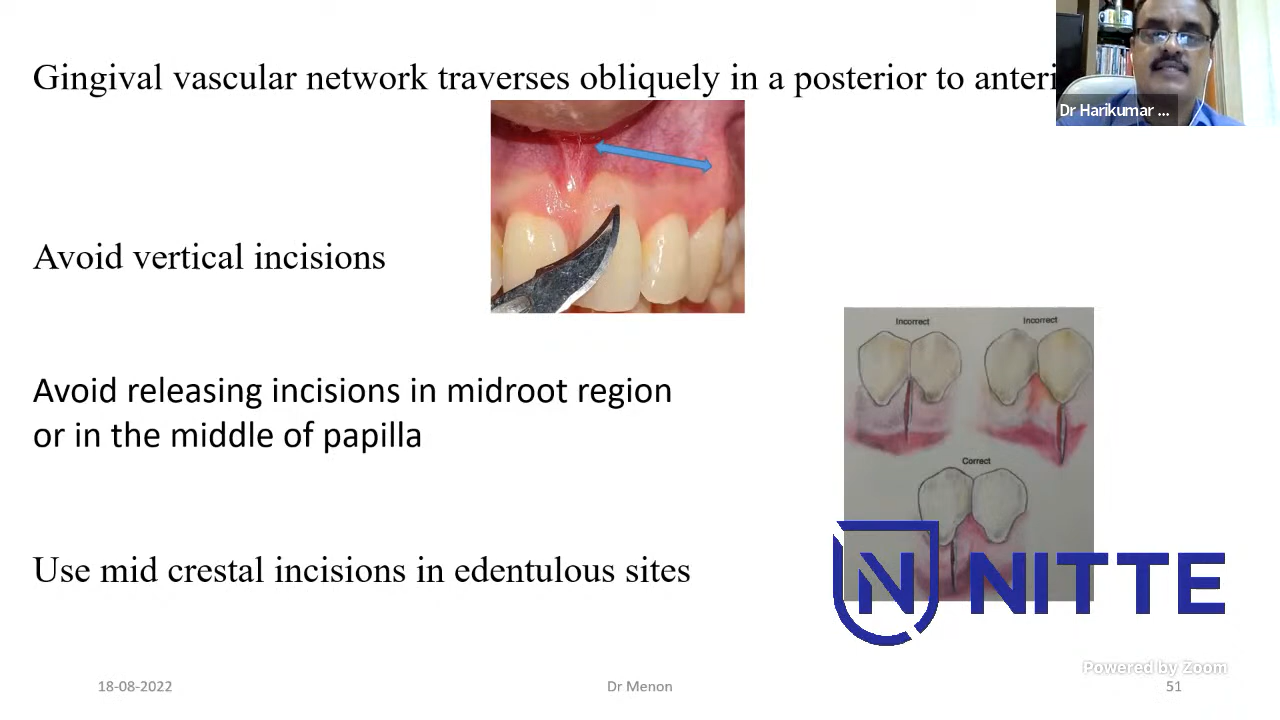 Gingival vascular network traverses obliquely in a posterior to anteri
Dr Harikumar ...
Avoid vertical incisions
Incorrect
Incorrect
Avoid releasing incisions in midroot region
or in the middle of papilla
Correct
Use mid crestal incisions in edentulous sites
N NITTE
Powered by Zoom
18-08-2022
Dr Menon
51